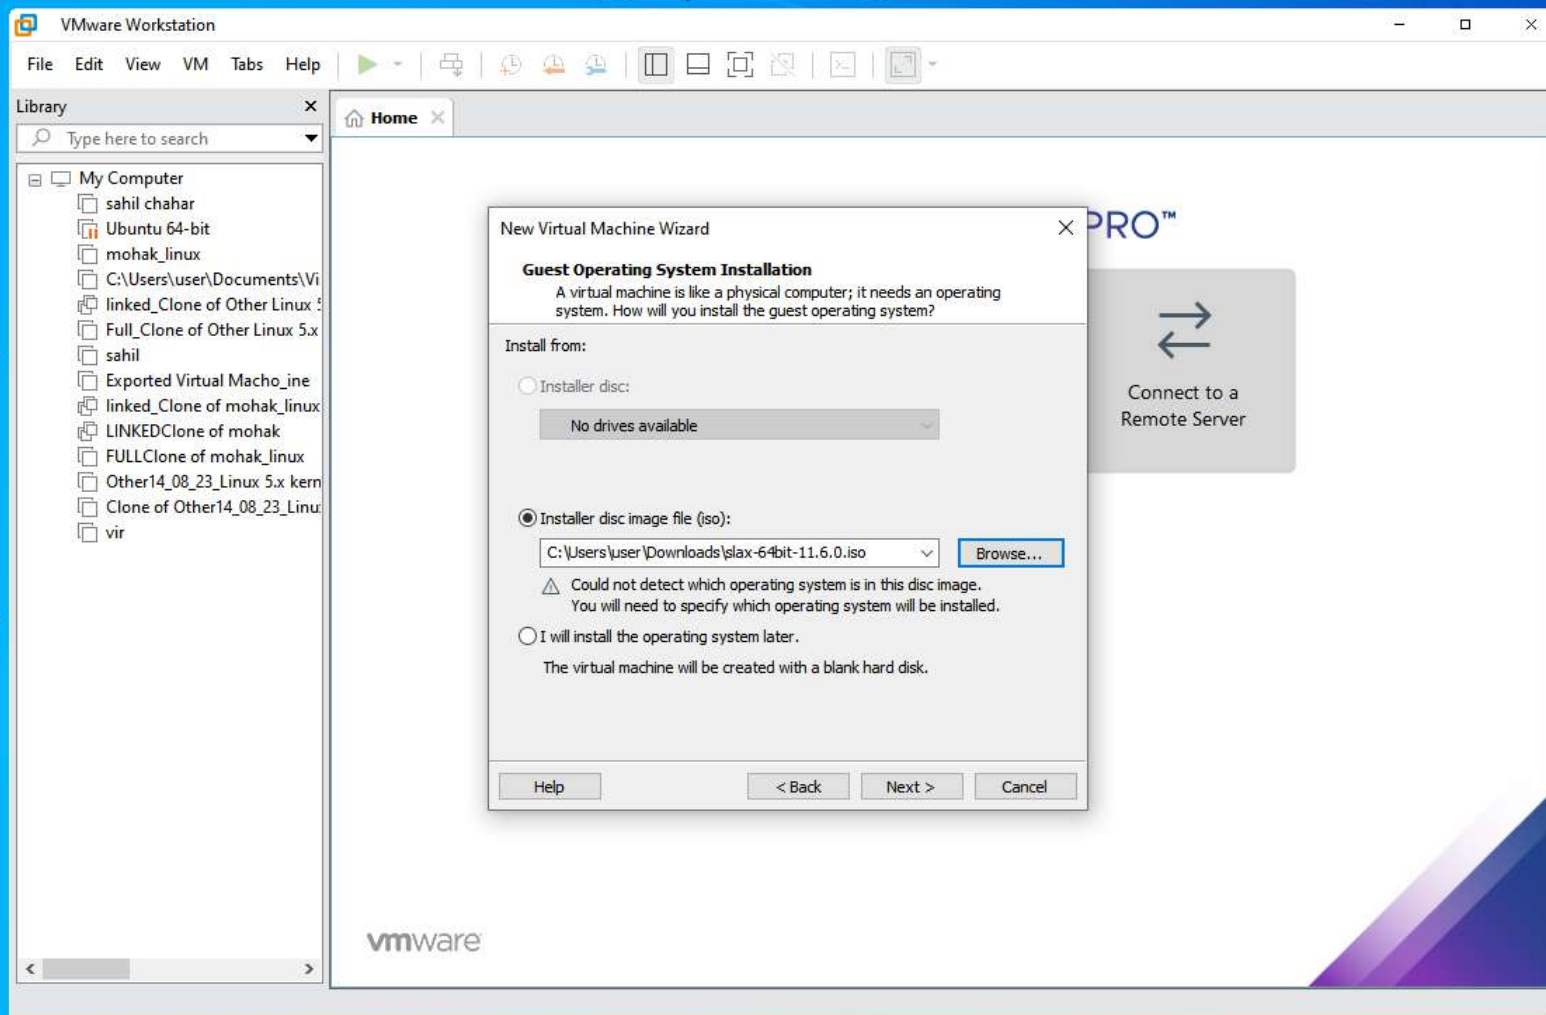 VMware Workstation
File Edit View VM Tabs Help
Library
Type here to search
Home
My Computer
sahil chahar
Ubuntu 64-bit
mohak_linux
C:\Users\user\Documents\Vi
linked_Clone of Other Linux 5
Full_Clone of Other Linux 5.x
sahil
Exported Virtual Macho_ine
linked_Clone of mohak_linux
LINKEDClone of mohak
FULLClone of mohak_linux
Other14_08_23_Linux 5.x kern
Clone of Other14_08_23_Linu
vir
PRO™
Connect to a
Remote Server
New Virtual Machine Wizard
Guest Operating System Installation
A virtual machine is like a physical computer; it needs an operating
system. How will you install the guest operating system?
Install from:
Installer disc:
No drives available
Installer disc image file (iso):
C:\Users\user\Downloads\slax-64bit-11.6.0.iso
Browse...
Could not detect which operating system is in this disc image.
You will need to specify which operating system will be installed.
I will install the operating system later.
The virtual machine will be created with a blank hard disk.
Help < Back Next > Cancel
vmware